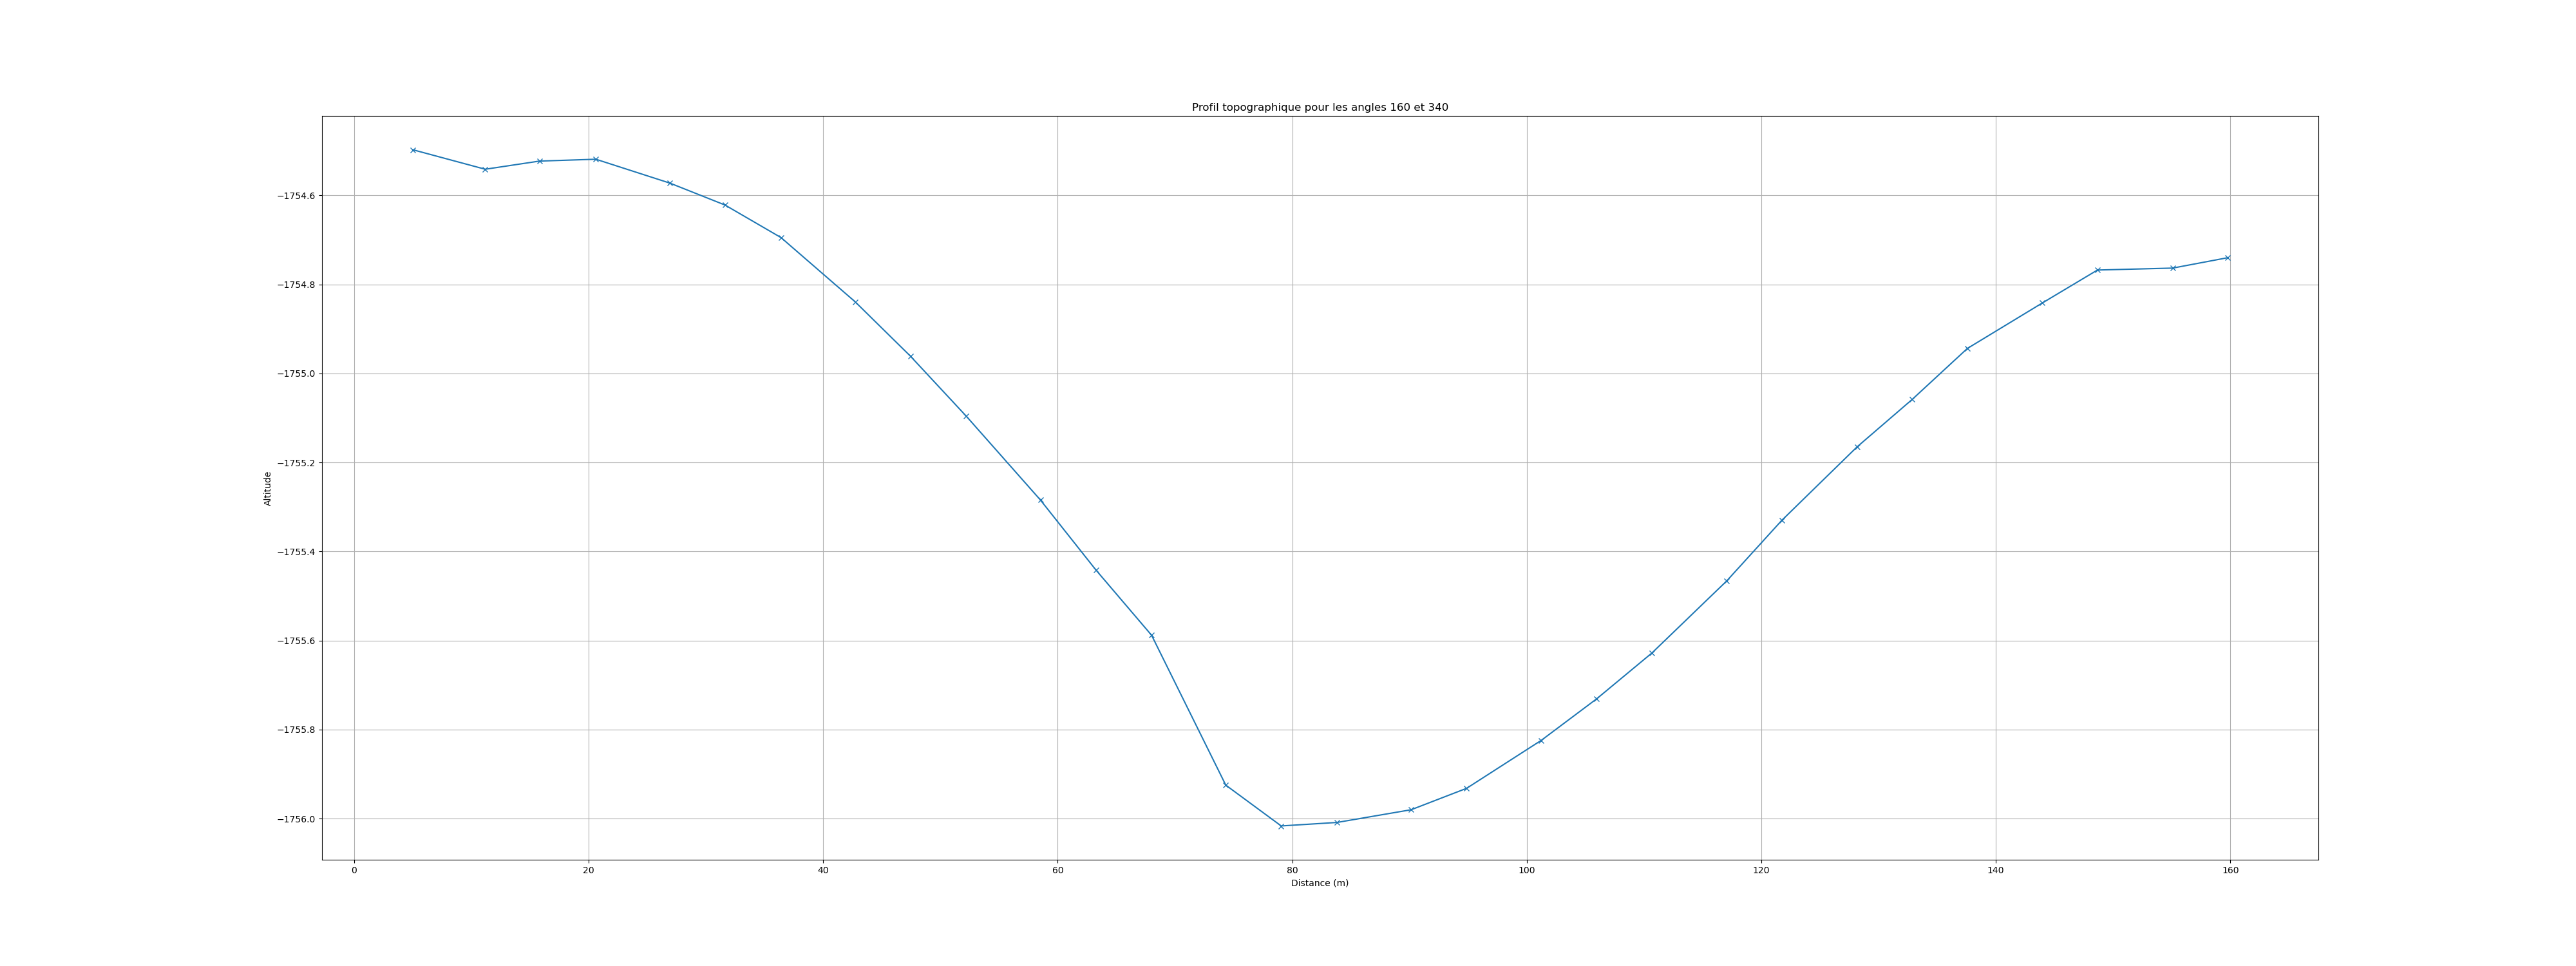 Profil topographique pour les angles 160 et 340
−1754.6
−1754.8
−1755.0
−1755.2
−1755.4
−1755.6
−1755.8
−1756.0
Altitude
0 20 40 60 80 100 120 140 160
Distance (m)